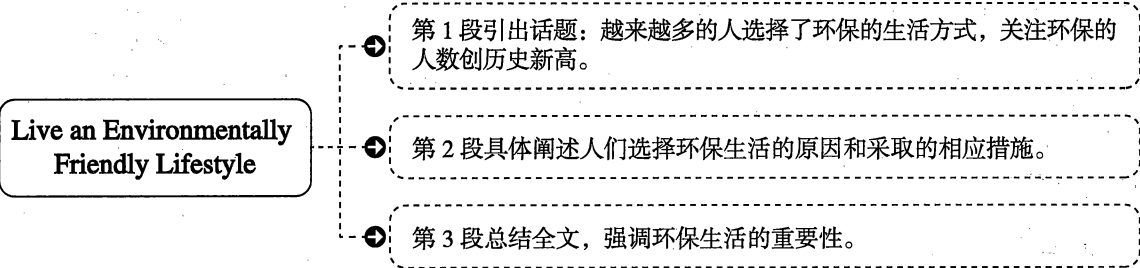 Live an Environmentally
Friendly Lifestyle
第1段引出话题：越来越多的人选择了环保的生活方式，关注环保的
人数创历史新高。
第2段具体阐述人们选择环保生活的原因和采取的相应措施。
第3段总结全文，强调环保生活的重要性。